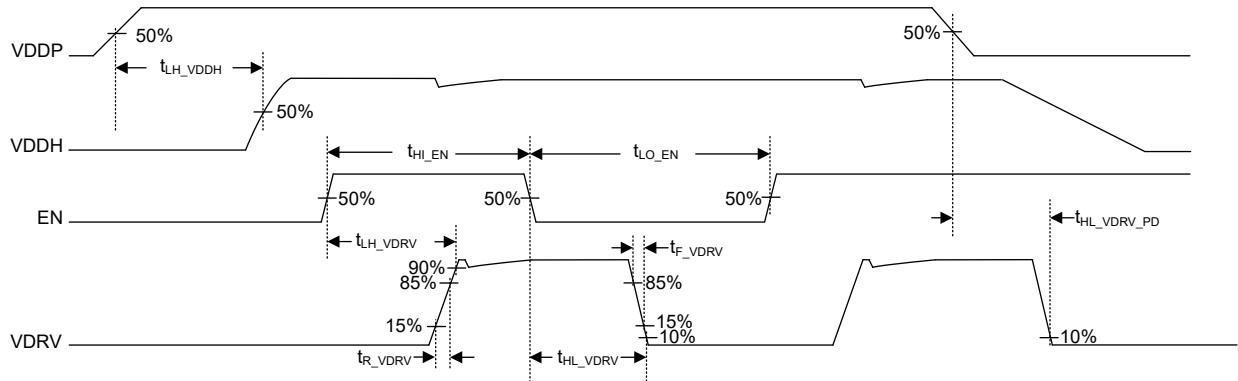 VDDP
50%
50%
tLH_VDDH
VDDH
50%
tHI_EN
tLO_EN
EN
50%
50%
50%
tHL_VDRV_PD
tLH_VDRV
tF_VDRV
90%
85%
85%
VDRV
15%
15%
10%
10%
tR_VDRV
tHL_VDRV